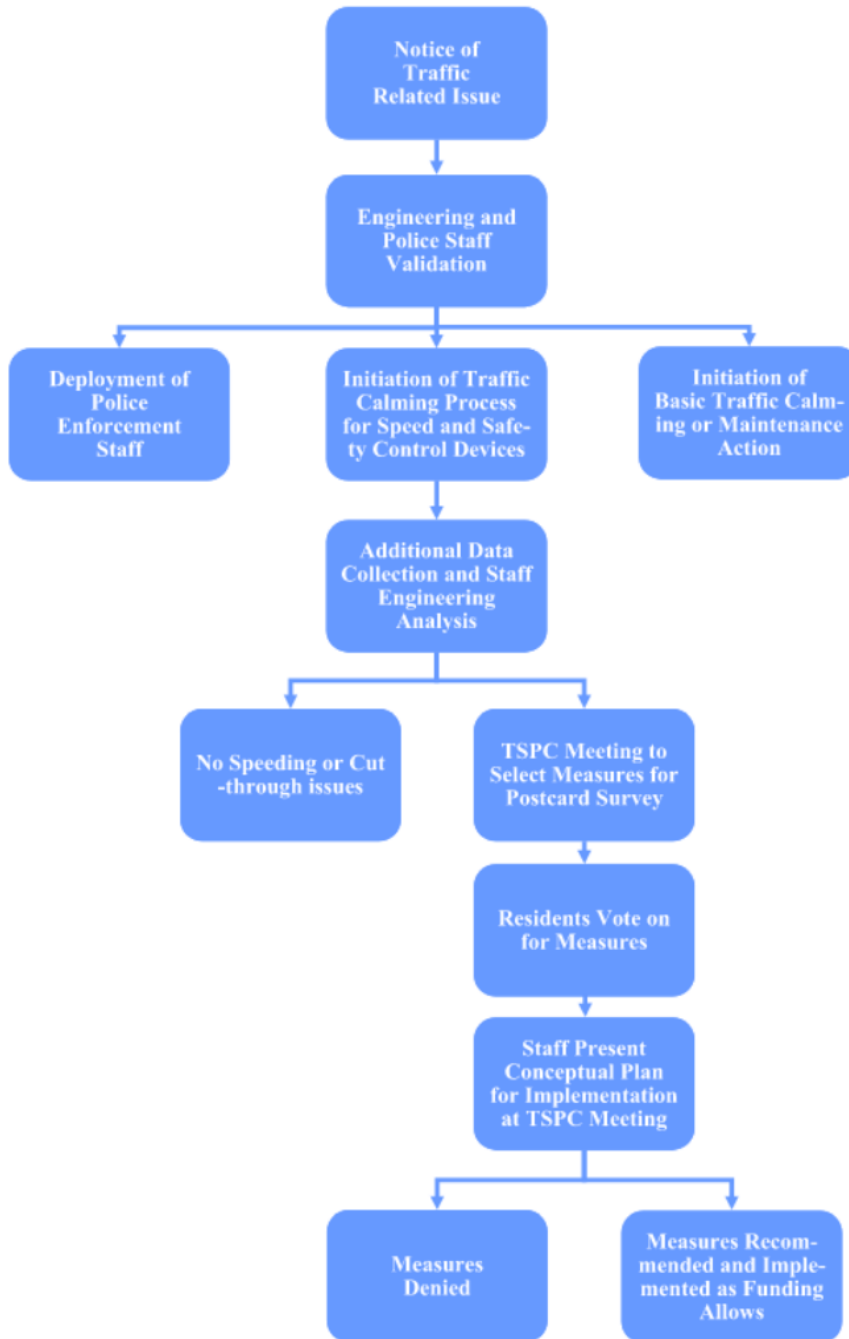 Notice of
Traffic
Related Issue
Engineering and
Police Staff
Validation
Deployment of
Police
Enforcement
Staff
Initiation of Traffic
Calming Process
for Speed and Safe-
ty Control Devices
Initiation of
Basic Traffic Calm-
ing or Maintenance
Action
Additional Data
Collection and Staff
Engineering
Analysis
No Speeding or Cut
-through issues
TSPC Meeting to
Select Measures for
Postcard Survey
Residents Vote on
for Measures
Staff Present
Conceptual Plan
for Implementation
at TSPC Meeting
Measures
Denied
Measures Recom-
mended and Imple-
mented as Funding
Allows